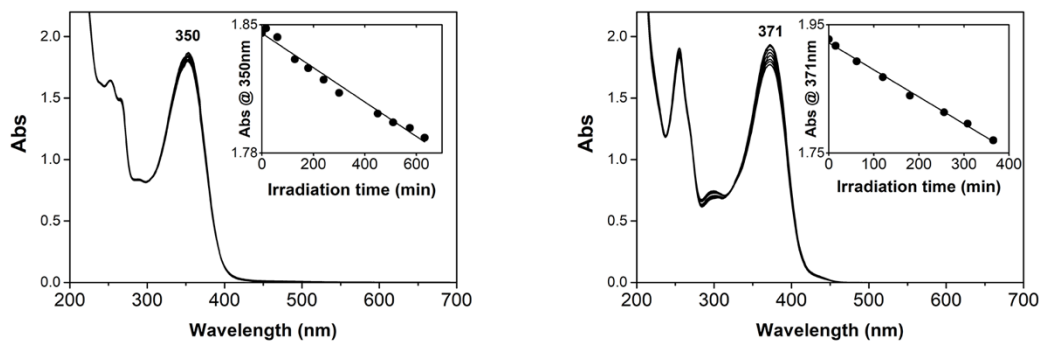 350
Abs
2.0
1.5
1.0
0.5
0.0
200 300 400 500 600 700
Wavelength (nm)
Abs @ 350nm
1.85
1.78
0 200 400 600
Irradiation time (min)
371
Abs
2.0
1.5
1.0
0.5
0.0
200 300 400 500 600 700
Wavelength (nm)
Abs @ 371nm
1.95
1.75
0 100 200 300 400
Irradiation time (min)